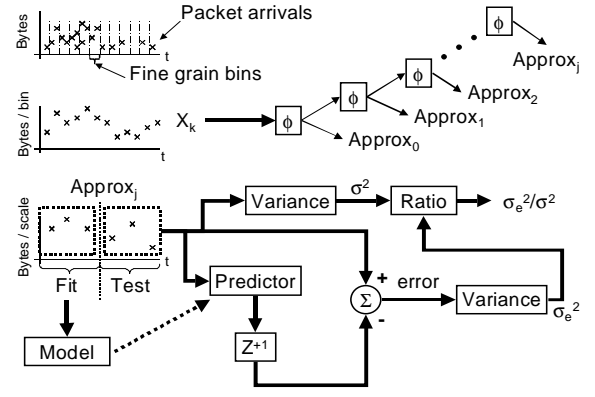 Packet arrivals
Bytes
t
Fine grain bins
ϕ
Approxj
ϕ
Approx2
ϕ
Approx1
Bytes / bin
Xk
ϕ
Approx0
t
Approxj
Bytes / scale
t
Fit
Test
Variance
σ²
Ratio
σe²/σ²
Predictor
+
Σ
-
error
Variance
σe²
Model
Z+1